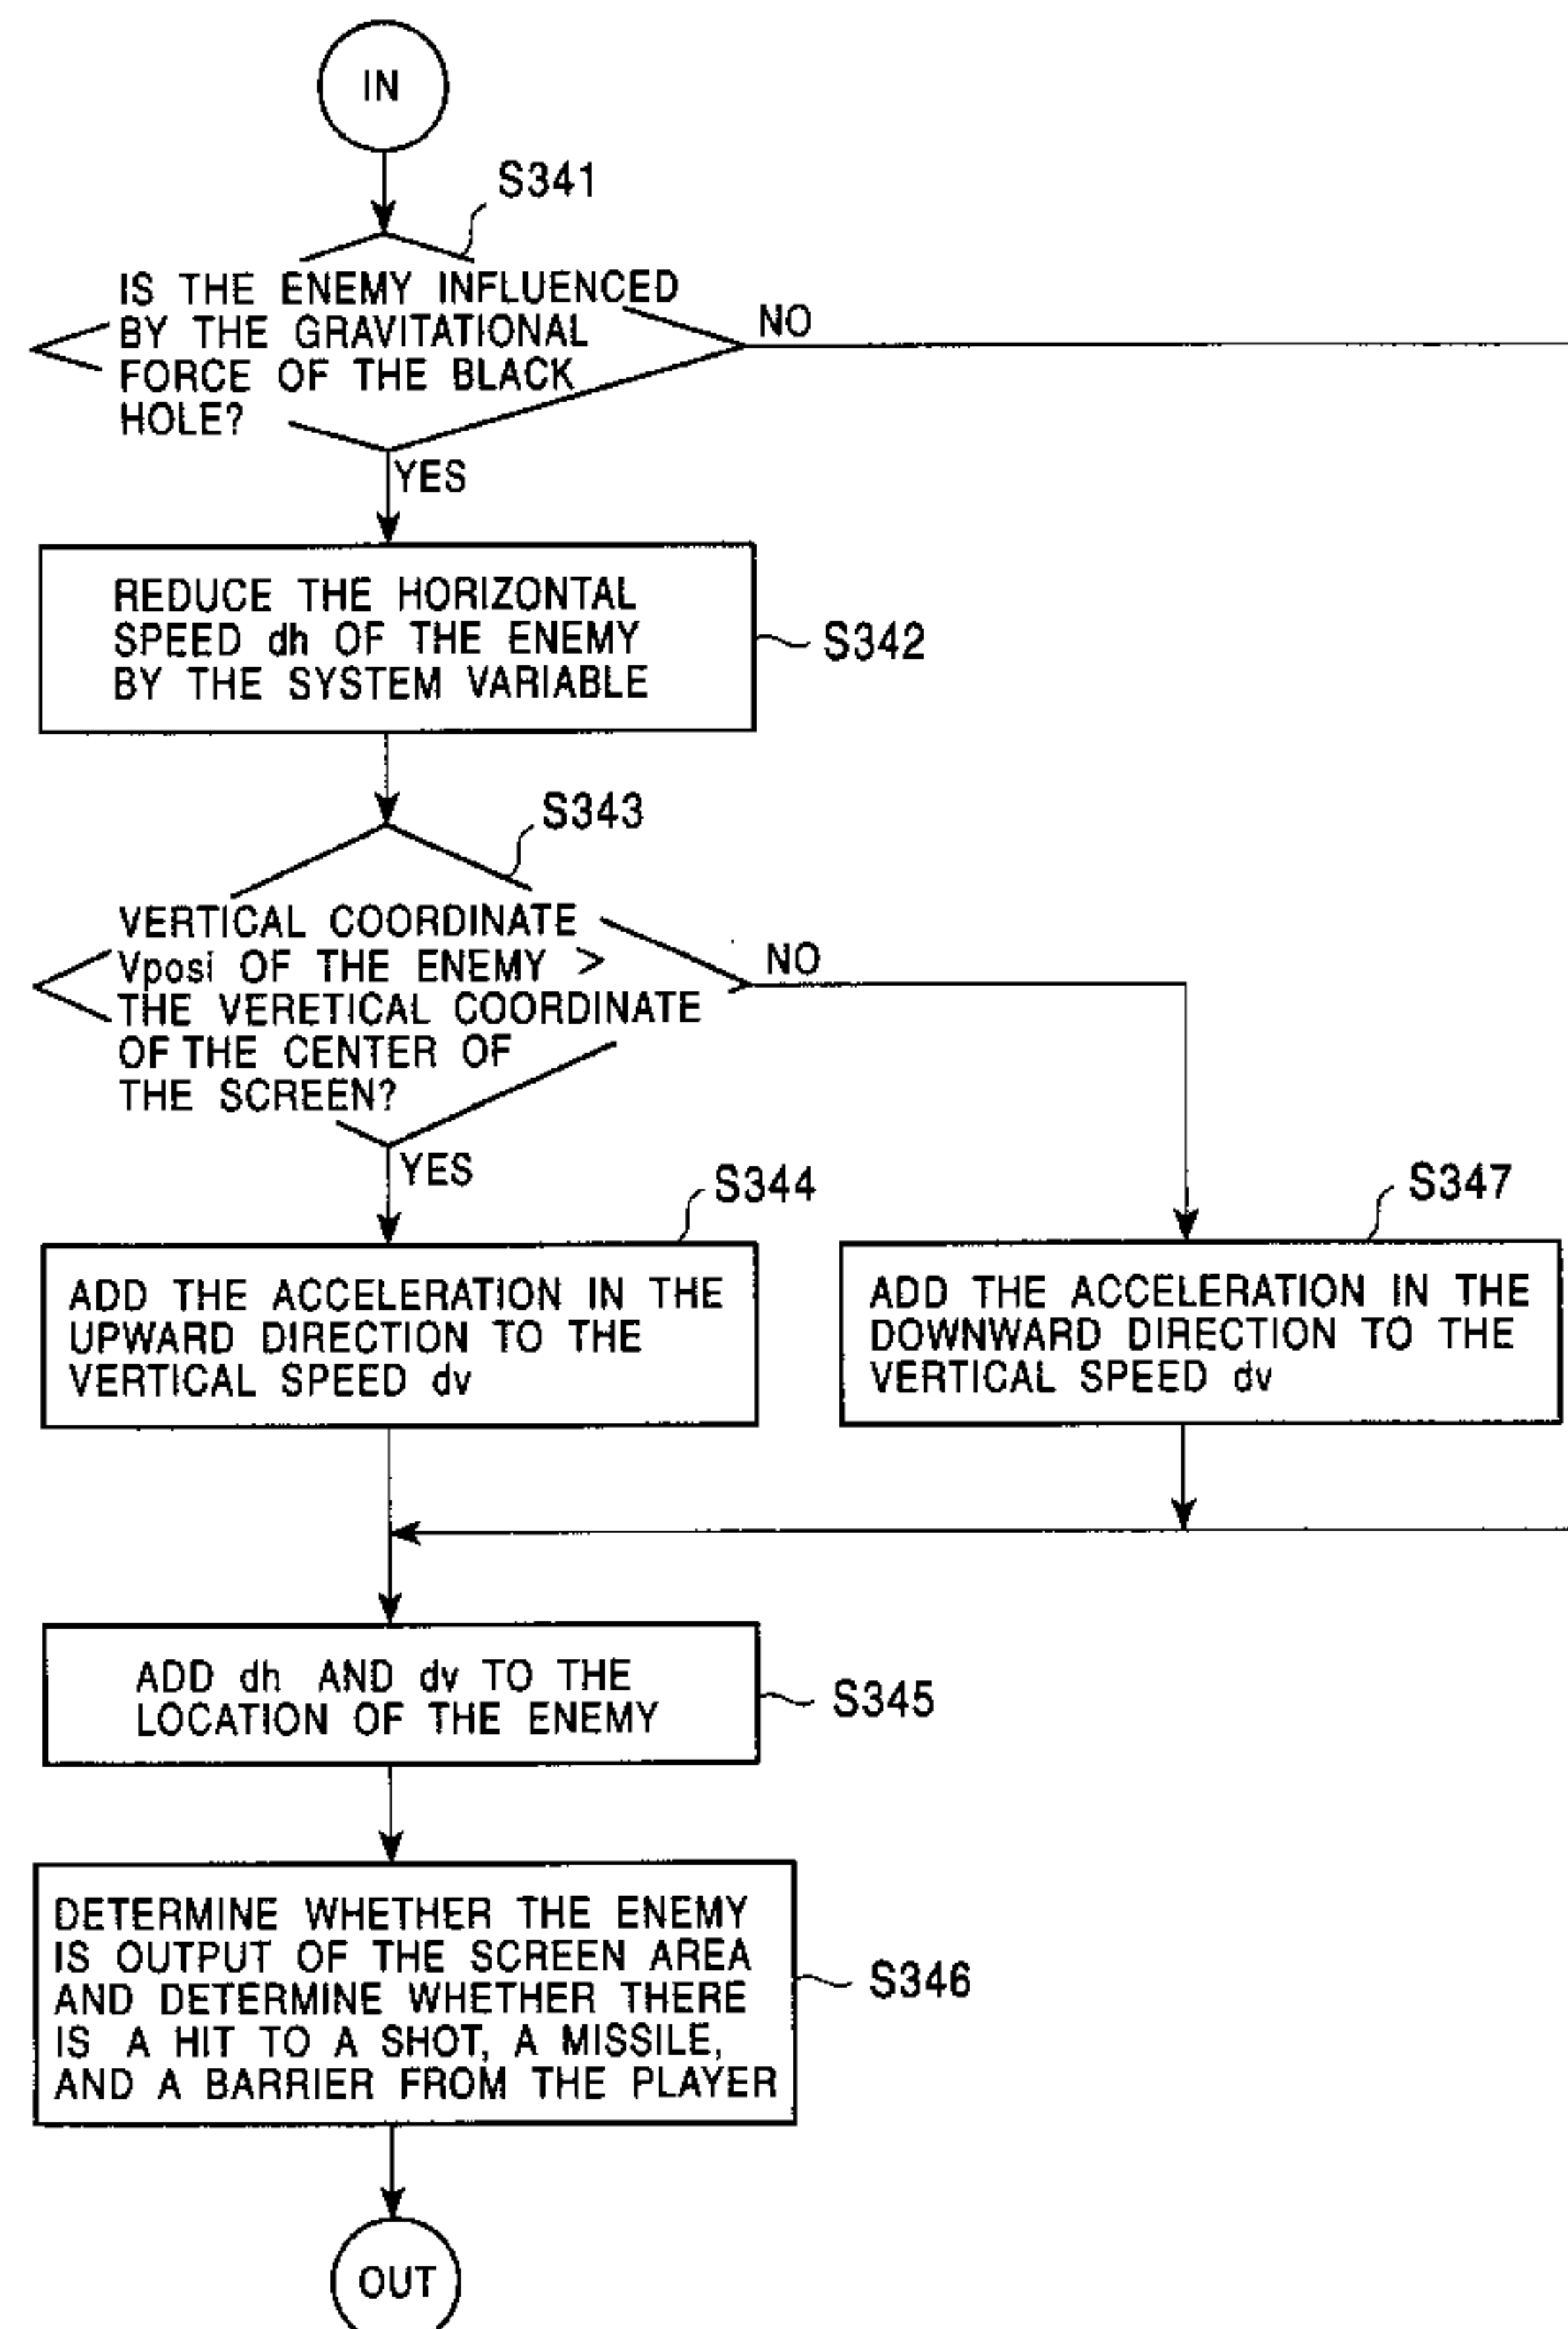 IN
S341
IS THE ENEMY INFLUENCED
BY THE GRAVITATIONAL
FORCE OF THE BLACK
HOLE?
NO
YES
REDUCE THE HORIZONTAL
SPEED dh OF THE ENEMY
BY THE SYSTEM VARIABLE
S342
S343
VERTICAL COORDINATE
Vposi OF THE ENEMY >
THE VERETICAL COORDINATE
OF THE CENTER OF
THE SCREEN?
NO
YES
S344
ADD THE ACCELERATION IN THE
UPWARD DIRECTION TO THE
VERTICAL SPEED dv
S347
ADD THE ACCELERATION IN THE
DOWNWARD DIRECTION TO THE
VERTICAL SPEED dv
ADD dh AND dv TO THE
LOCATION OF THE ENEMY
S345
DETERMINE WHETHER THE ENEMY
IS OUTPUT OF THE SCREEN AREA
AND DETERMINE WHETHER THERE
IS A HIT TO A SHOT, A MISSILE,
AND A BARRIER FROM THE PLAYER
S346
OUT